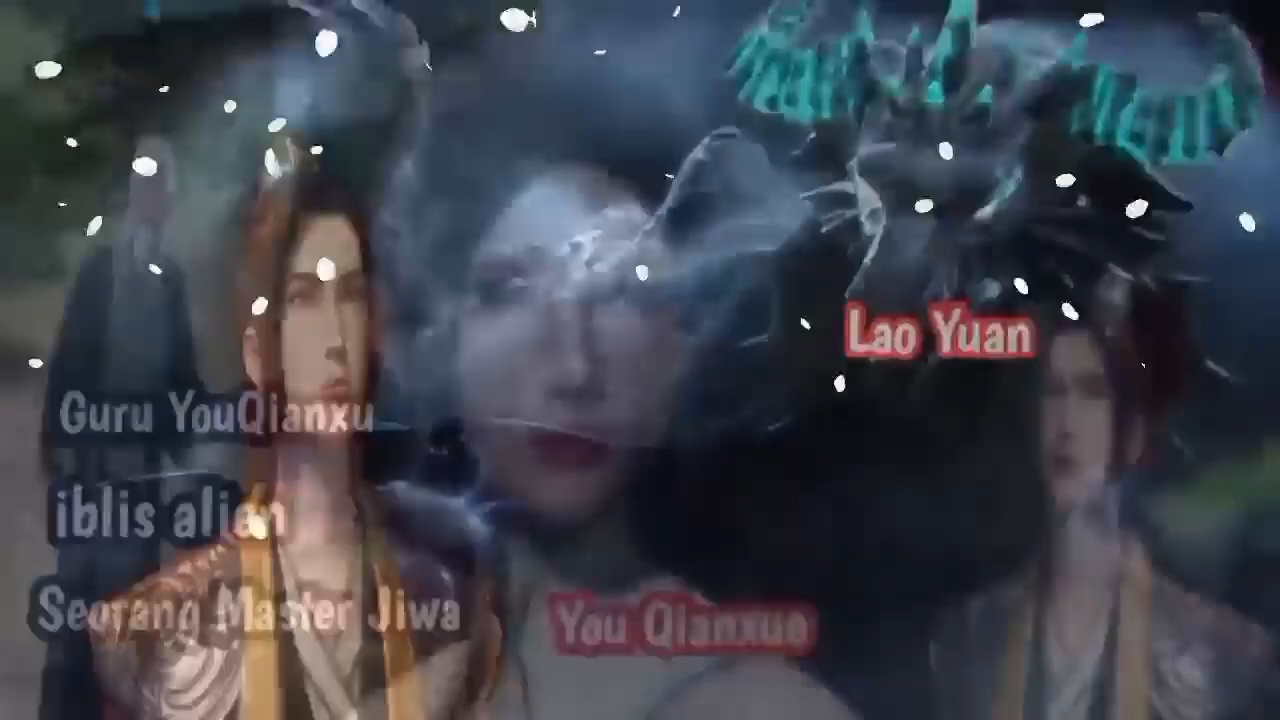 Lao Yuan
Guru YouQianxu
iblis alien
Seorang Master Jiwa
You Qianxue